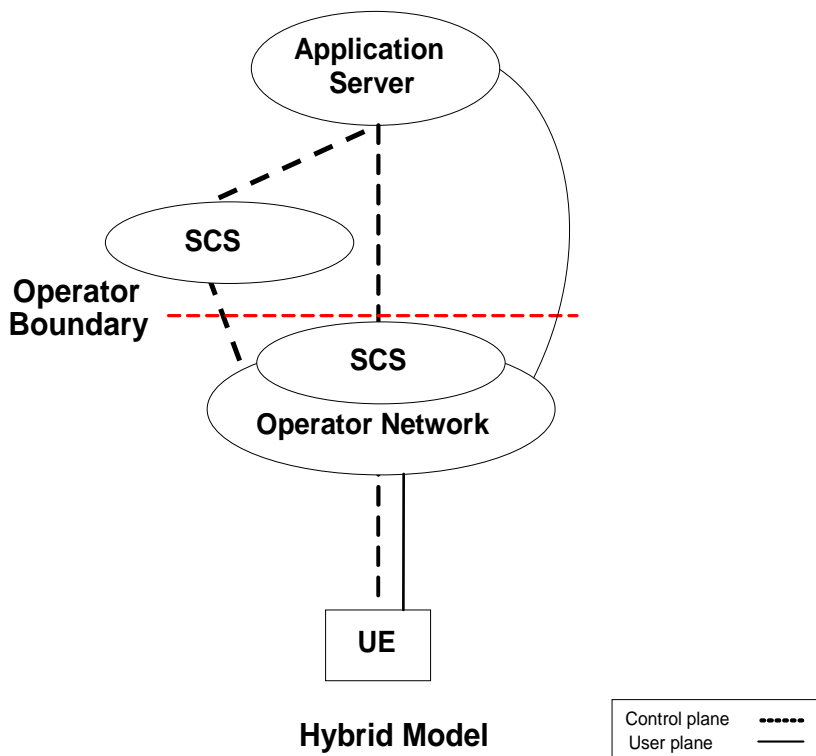 Application
Server
SCS
Operator
Boundary
SCS
Operator Network
UE
Hybrid Model
Control plane
User plane